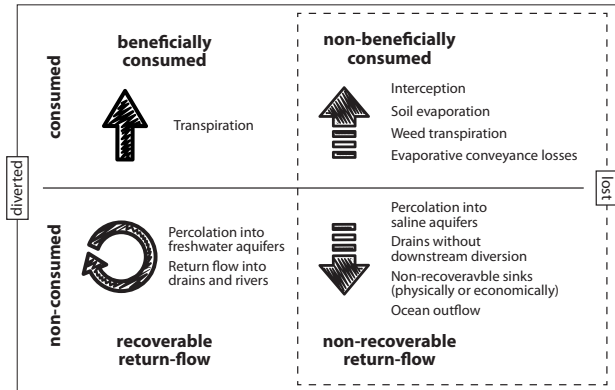 beneficially
consumed
non-beneficially
consumed
consumed
Transpiration
Interception
Soil evaporation
Weed transpiration
Evaporative conveyance losses
diverted
lost
non-consumed
Percolation into
freshwater aquifers
Return flow into
drains and rivers
Percolation into
saline aquifers
Drains without
downstream diversion
Non-recoveravble sinks
(physically or economically)
Ocean outflow
recoverable
return-flow
non-recoverable
return-flow